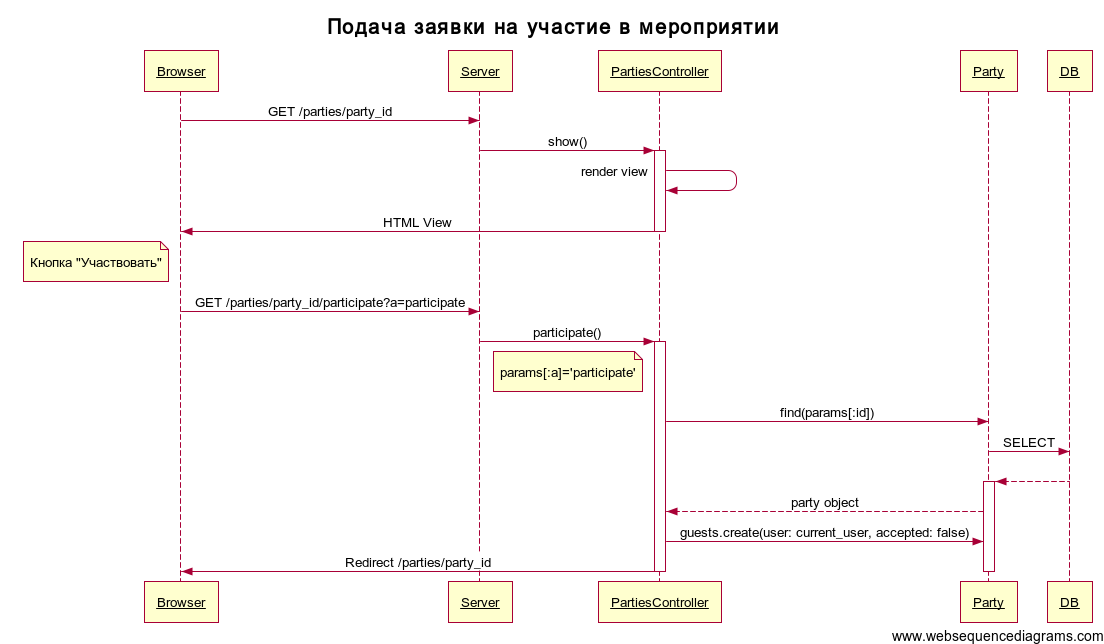 Подача заявки на участие в мероприятии
Browser
Server
PartiesController
Party
DB
GET /parties/party_id
show()
render view
HTML View
Кнопка "Участвовать"
GET /parties/party_id/participate?a=participate
participate()
params[:a]='participate'
find(params[:id])
SELECT
party object
guests.create(user: current_user, accepted: false)
Redirect /parties/party_id
Browser
Server
PartiesController
Party
DB
www.websequencediagrams.com